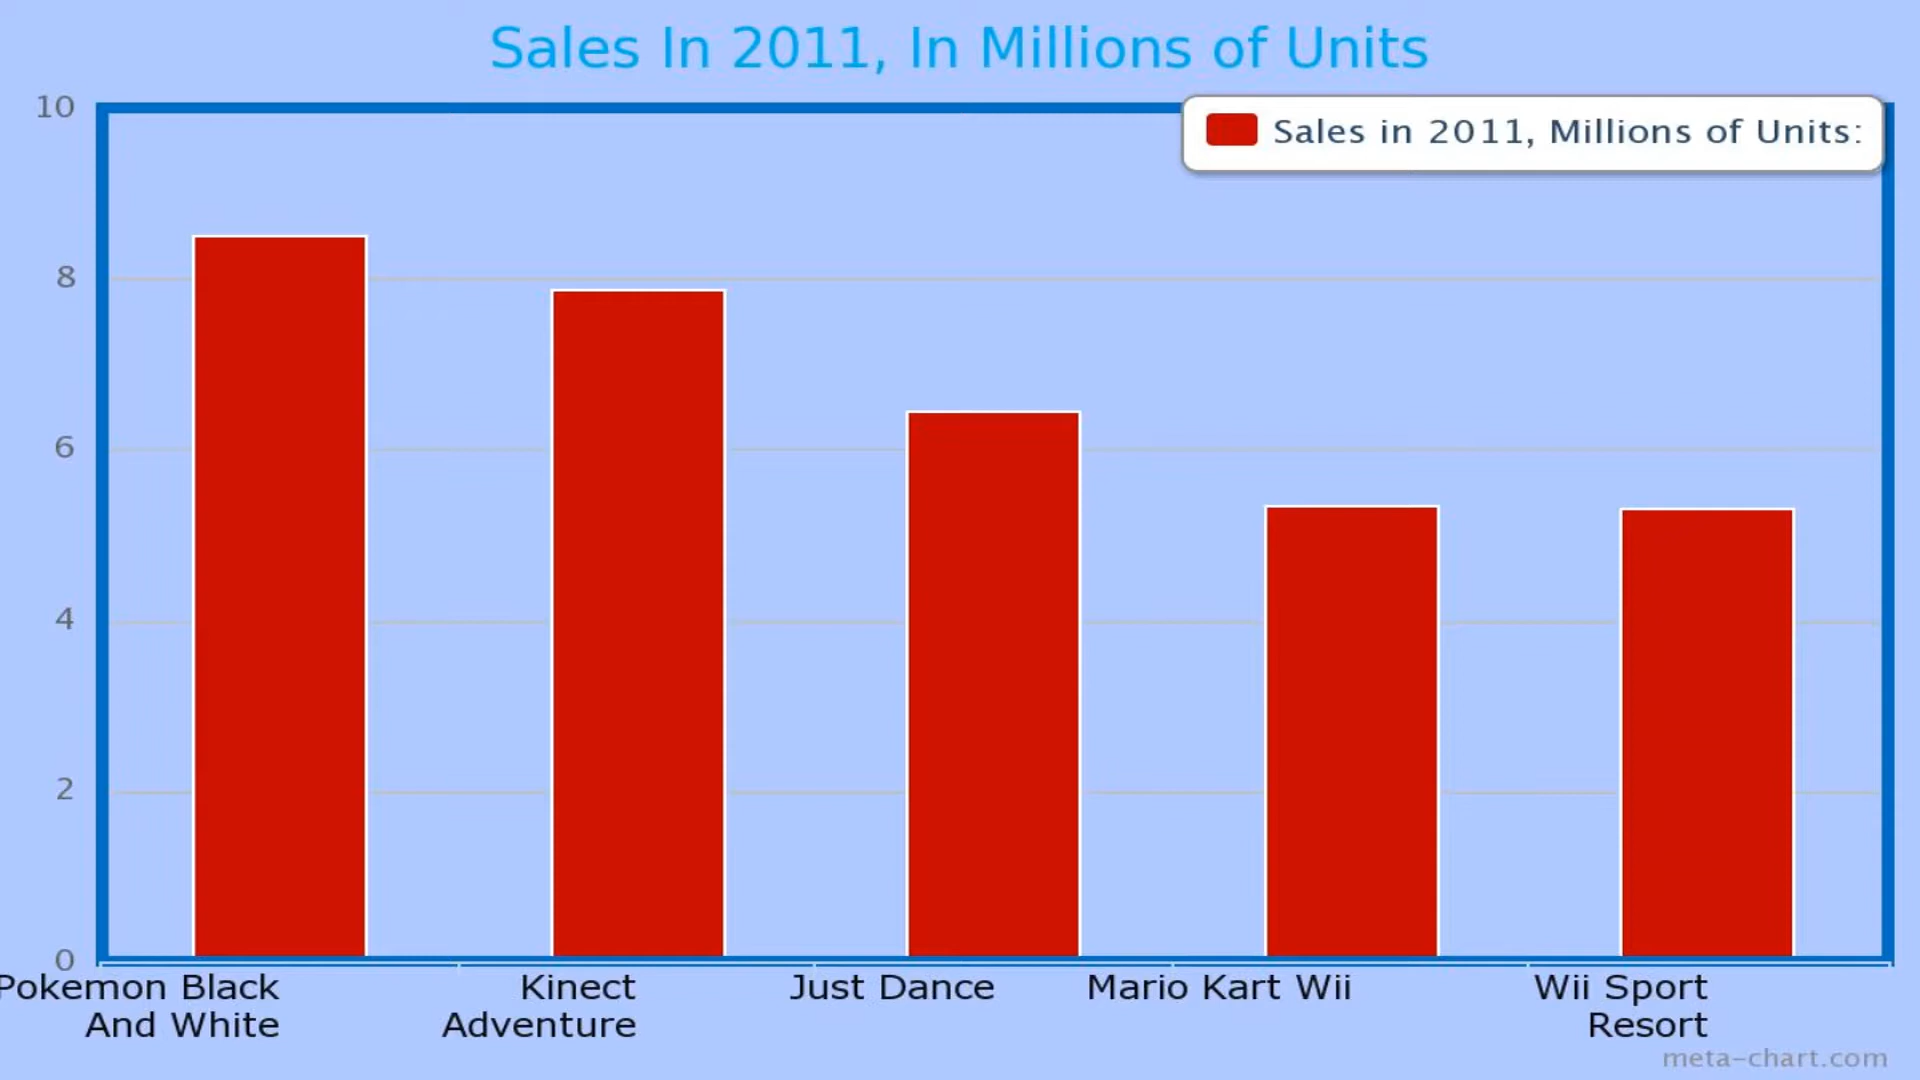 Sales In 2011, In Millions of Units
Sales in 2011, Millions of Units:
10
8
6
4
2
0
Pokemon Black
And White
Kinect
Adventure
Just Dance
Mario Kart Wii
Wii Sport
Resort
meta-chart.com